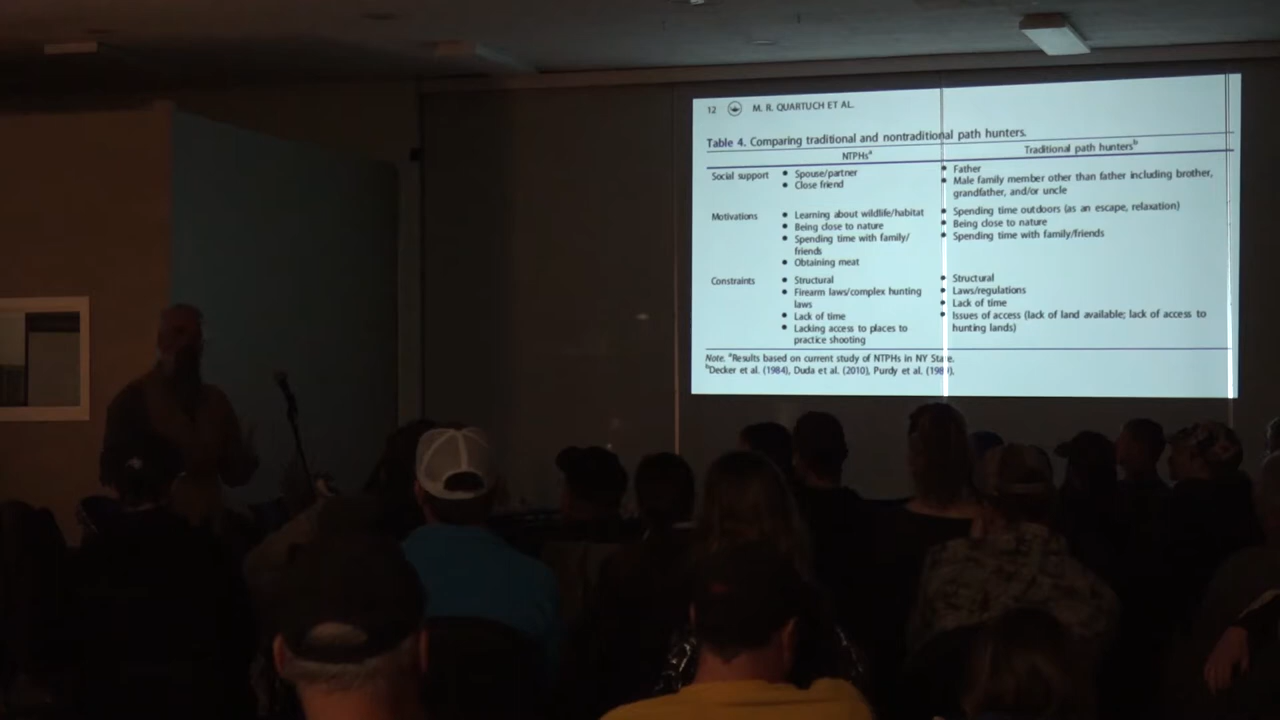 12 M. R. QUARTUCH ET AL.
Table 4. Comparing traditional and nontraditional path hunters.
NTPHsᵃ Traditional path huntersᵇ
Social support • Spouse/partner • Father
• Close friend • Male family member other than father including brother,
grandfather, and/or uncle
Motivations • Learning about wildlife/habitat • Spending time outdoors (as an escape, relaxation)
• Being close to nature • Being close to nature
• Spending time with family/ • Spending time with family/friends
friends
• Obtaining meat
Constraints • Structural • Structural
• Firearm laws/complex hunting • Laws/regulations
laws • Lack of time
• Lack of time • Issues of access (lack of land available; lack of access to
• Lacking access to places to hunting lands)
practice shooting
Note. ᵃResults based on current study of NTPHs in NY State.
ᵇDecker et al. (1984), Duda et al. (2010), Purdy et al.